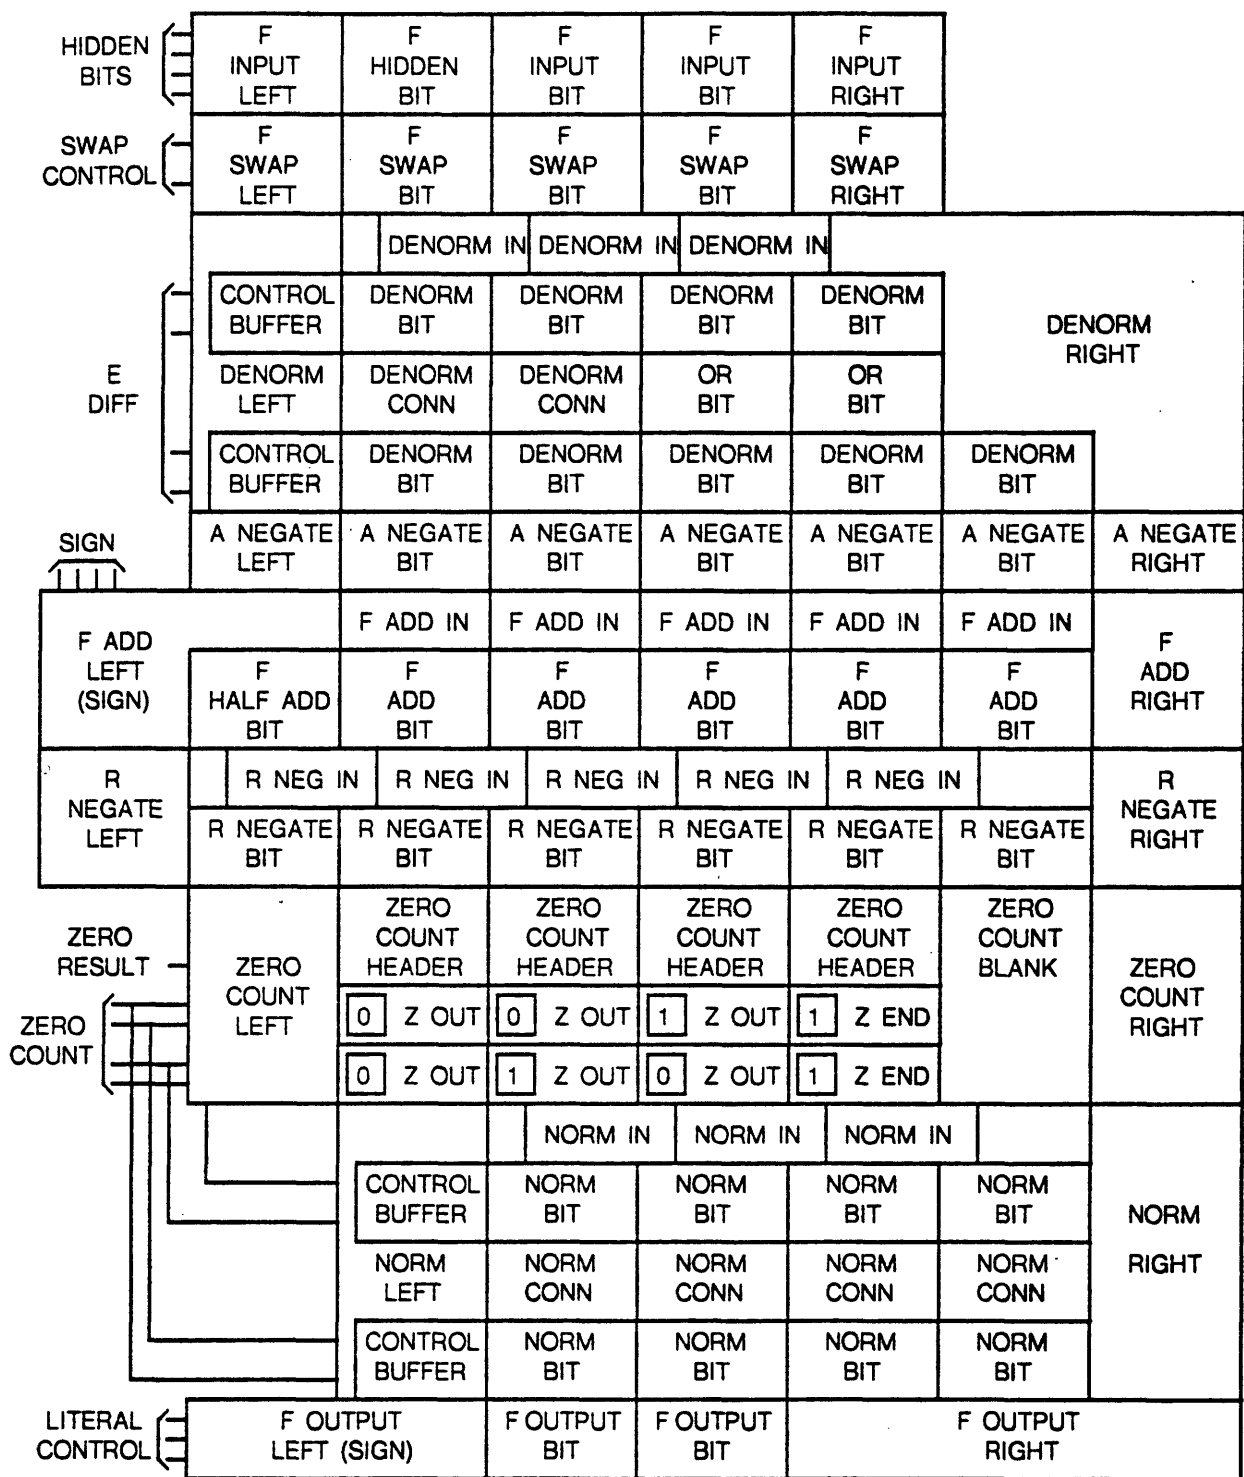 HIDDEN
BITS
F
INPUT
LEFT
F
HIDDEN
BIT
F
INPUT
BIT
F
INPUT
BIT
F
INPUT
RIGHT
SWAP
CONTROL
F
SWAP
LEFT
F
SWAP
BIT
F
SWAP
BIT
F
SWAP
BIT
F
SWAP
RIGHT
DENORM IN
DENORM IN
DENORM IN
DENORM
RIGHT
E
DIFF
CONTROL
BUFFER
DENORM
BIT
DENORM
BIT
DENORM
BIT
DENORM
BIT
DENORM
LEFT
DENORM
CONN
DENORM
CONN
OR
BIT
OR
BIT
CONTROL
BUFFER
DENORM
BIT
DENORM
BIT
DENORM
BIT
DENORM
BIT
DENORM
BIT
SIGN
A NEGATE
LEFT
A NEGATE
BIT
A NEGATE
BIT
A NEGATE
BIT
A NEGATE
BIT
A NEGATE
BIT
A NEGATE
RIGHT
F ADD
LEFT
(SIGN)
F ADD IN
F ADD IN
F ADD IN
F ADD IN
F ADD IN
F
ADD
RIGHT
F
HALF ADD
BIT
F
ADD
BIT
F
ADD
BIT
F
ADD
BIT
F
ADD
BIT
F
ADD
BIT
R
NEGATE
LEFT
R NEG IN
R NEG IN
R NEG IN
R NEG IN
R NEG IN
R
NEGATE
RIGHT
R NEGATE
BIT
R NEGATE
BIT
R NEGATE
BIT
R NEGATE
BIT
R NEGATE
BIT
R NEGATE
BIT
ZERO
RESULT
ZERO
COUNT
ZERO
COUNT
LEFT
ZERO
COUNT
HEADER
ZERO
COUNT
HEADER
ZERO
COUNT
HEADER
ZERO
COUNT
HEADER
ZERO
COUNT
BLANK
ZERO
COUNT
RIGHT
0 Z OUT
0 Z OUT
1 Z OUT
1 Z END
0 Z OUT
1 Z OUT
0 Z OUT
1 Z END
NORM IN
NORM IN
NORM IN
CONTROL
BUFFER
NORM
BIT
NORM
BIT
NORM
BIT
NORM
BIT
NORM
RIGHT
NORM
LEFT
NORM
CONN
NORM
CONN
NORM
CONN
NORM
CONN
CONTROL
BUFFER
NORM
BIT
NORM
BIT
NORM
BIT
NORM
BIT
LITERAL
CONTROL
F OUTPUT
LEFT (SIGN)
F OUTPUT
BIT
F OUTPUT
BIT
F OUTPUT
RIGHT